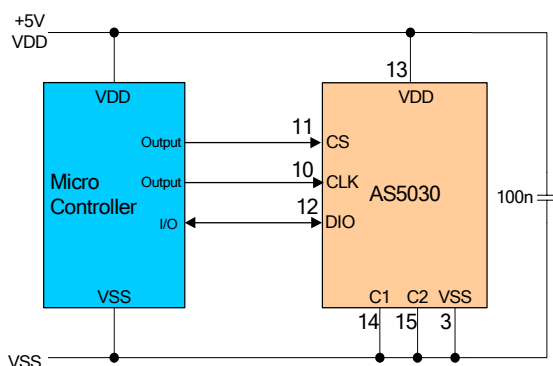 +5V
VDD
13
VDD
VDD
11
Output
CS
10
Output
CLK
Micro
Controller
AS5030
100n
12
I/O
DIO
VSS
C1
C2
VSS
14
15
3
VSS